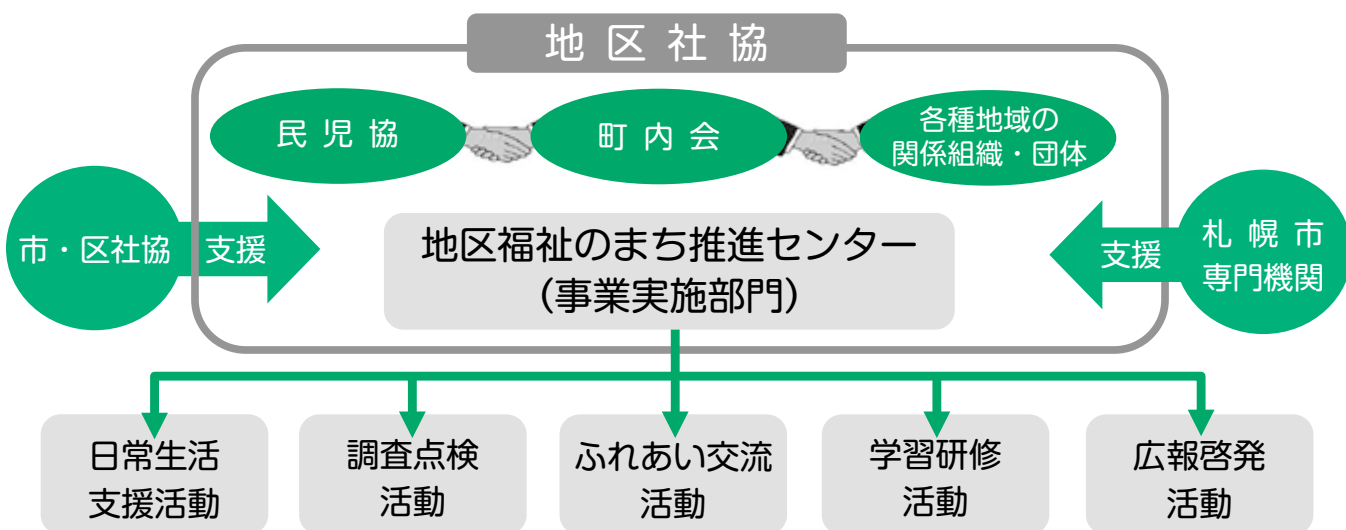 地区社協
民児協
町内会
各種地域の
関係組織・団体
市・区社協
支援
地区福祉のまち推進センター
(事業実施部門)
支援
札幌市
専門機関
日常生活
支援活動
調査点検
活動
ふれあい交流
活動
学習研修
活動
広報啓発
活動